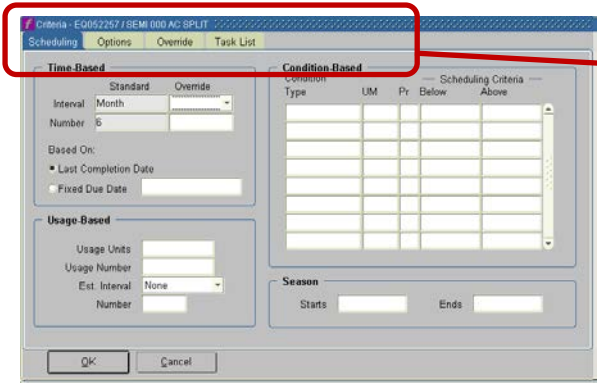 Criteria - EQ052257 / SEMI 000 AC SPLIT
Scheduling Options Override Task List
Time-Based
Standard Override
Interval Month
Number 6
Based On:
Last Completion Date
Fixed Due Date
Usage-Based
Usage Units
Usage Number
Est. Interval None
Number
Condition-Based
Condition Scheduling Criteria
Type UM Pr Below Above
Season
Starts Ends
OK Cancel